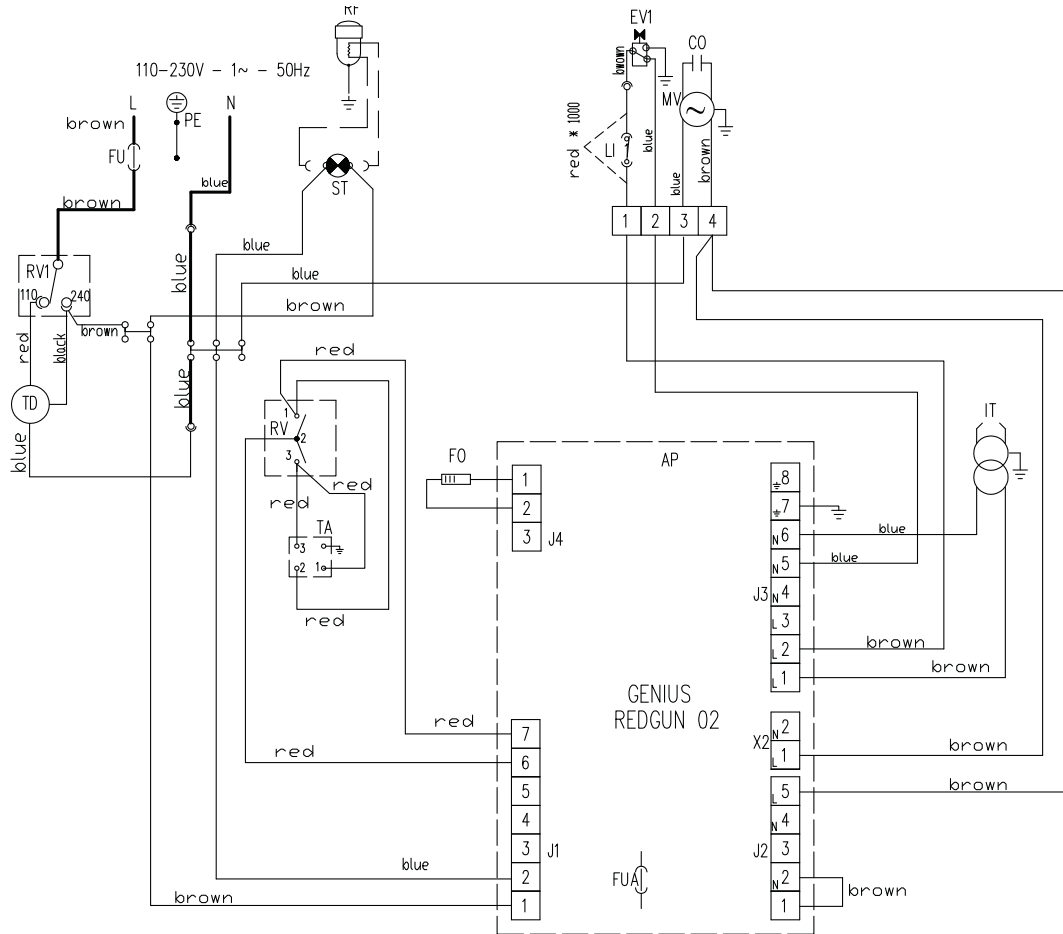 RF
EV1
CO
110-230V - 1~ - 50Hz
bwown
MV
L
PE
N
brown
FU
red * 1000
LI
blue
blue
brown
ST
blue
brown
1 2 3 4
blue
blue
blue
RV1
110
240
brown
brown
red
black
red
TD
blue
blue
1
RV
2
3
IT
FO
AP
red
red
1
2
3
J4
8
7
N 6
blue
N 5
blue
J3
N 4
L 3
L 2
brown
L 1
brown
TA
3
2
1
red
GENIUS
REDGUN 02
red
red
7
6
5
4
3
J1
2
blue
1
brown
X2
N 2
L 1
brown
L 5
brown
N 4
J2
3
N 2
1
brown
FUA